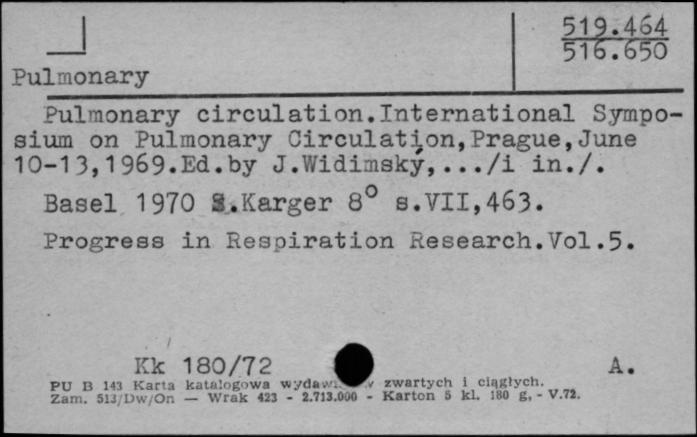 519.464
516.650
Pulmonary
Pulmonary circulation.International Sympo-
sium on Pulmonary Circulation,Prague,June
10-13,1969.Ed.by J.Widimský,.../i in./.
Basel 1970 S.Karger 8° s.VII,463.
Progress in Respiration Research.Vol.5.
Kk 180/72 A.
PU B 143 Karta katalogowa zwartych i ciągłych.
Zam. 513/Dw/On — Wrak 423 - 2.713.000 - Karton 5 kl. 180 g, - V.72.